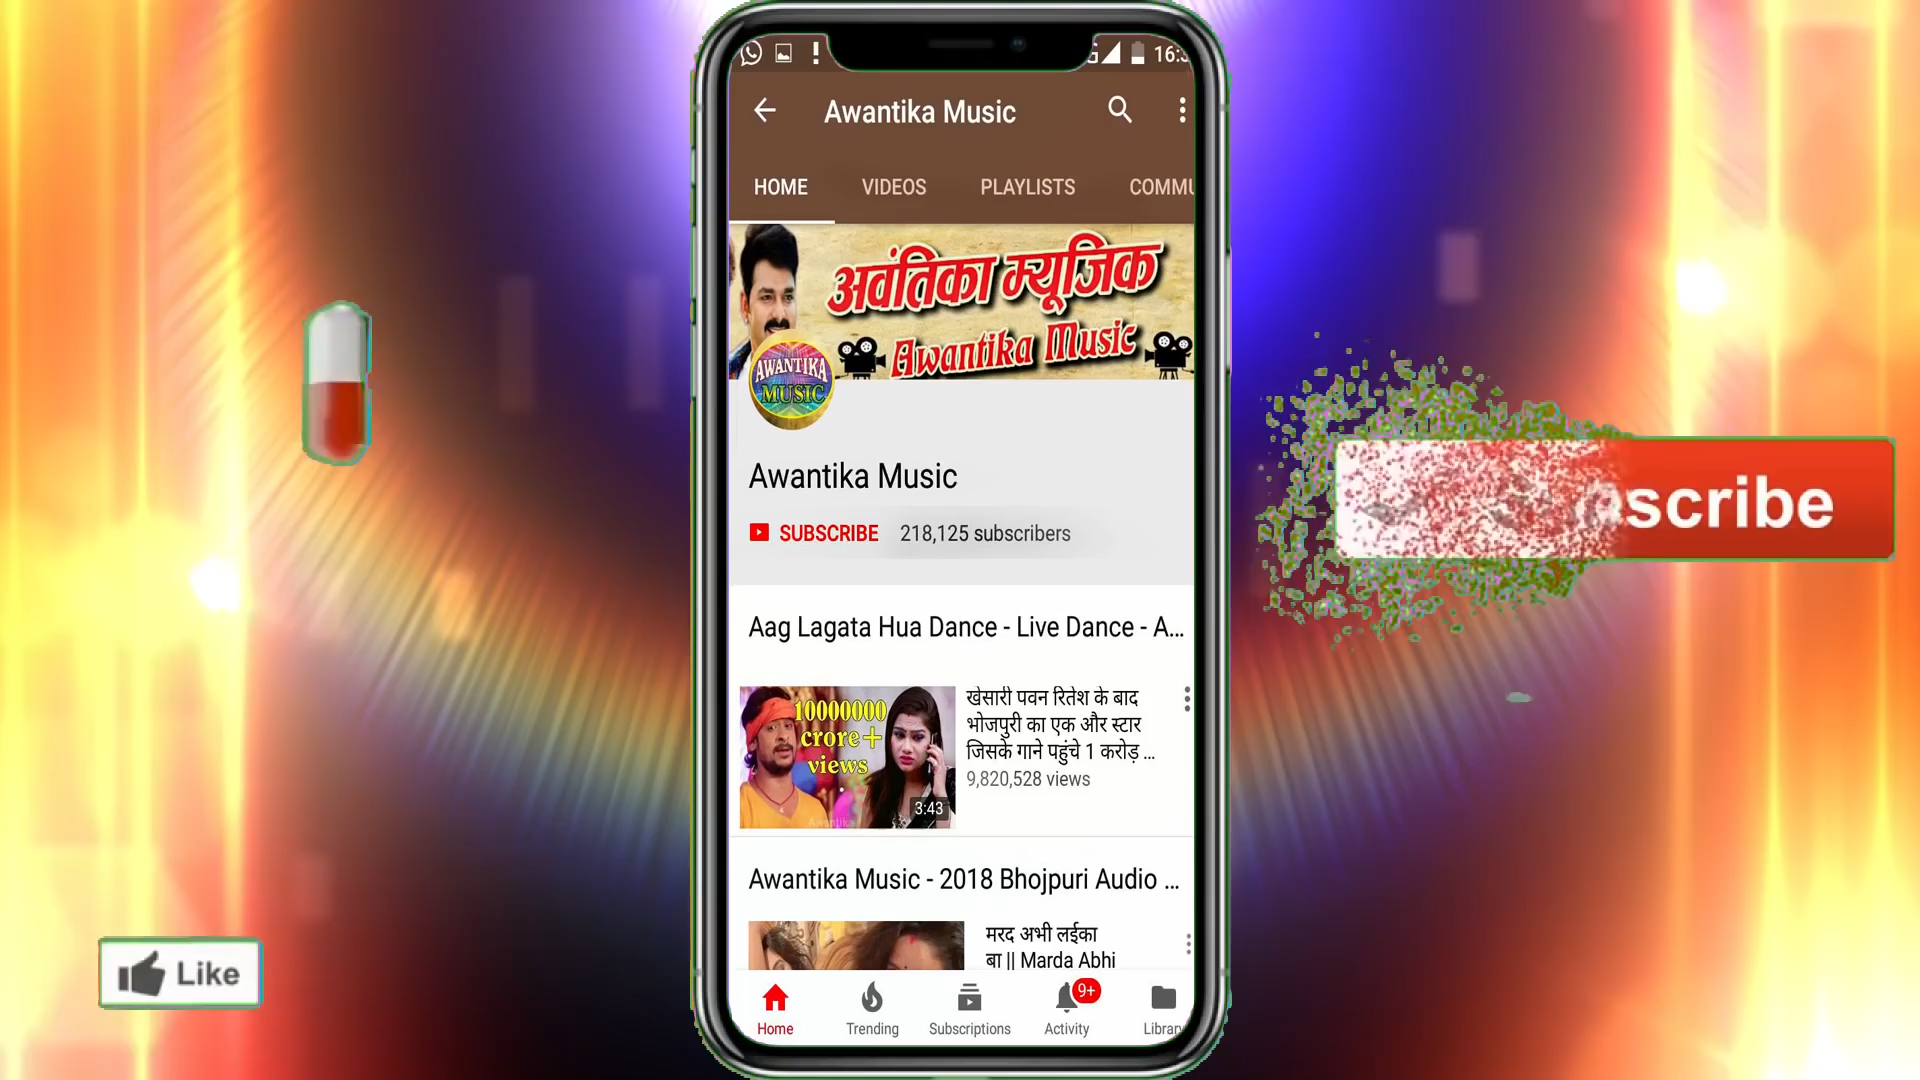 16:3
Awantika Music
HOME VIDEOS PLAYLISTS COMMU
अवंतिका म्यूजिक
Awantika Music
AWANTIKA
MUSIC
Awantika Music
SUBSCRIBE 218,125 subscribers
scribe
Aag Lagata Hua Dance - Live Dance - A...
10000000
crore+
views
3:43
खेसारी पवन रितेश के बाद
भोजपुरी का एक और स्टार
जिसके गाने पहुंचे 1 करोड़ ...
9,820,528 views
Awantika Music - 2018 Bhojpuri Audio ...
मरद अभी लईका
बा || Marda Abhi
Like
9+
Home Trending Subscriptions Activity Library